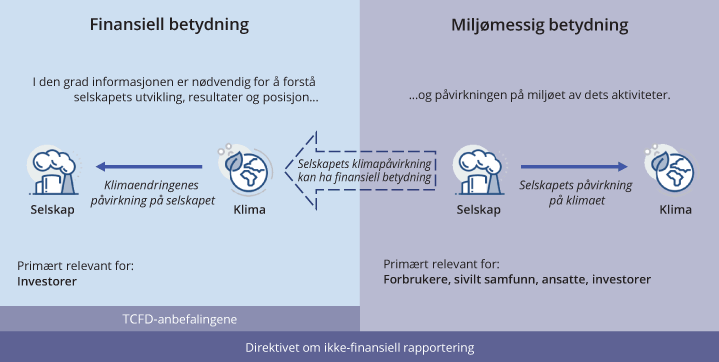 Finansiell betydning
I den grad informasjonen er nødvendig for å forstå
selskapets utvikling, resultater og posisjon...
Klimaendringenes
påvirkning på selskapet
Selskap
Klima
Primært relevant for:
Investorer
TCFD-anbefalingene
Selskapets klimapåvirkning
kan ha finansiell betydning
Miljømessig betydning
...og påvirkningen på miljøet av dets aktiviteter.
Selskapets påvirkning
på klimaet
Selskap
Klima
Primært relevant for:
Forbrukere, sivilt samfunn, ansatte, investorer
Direktivet om ikke-finansiell rapportering